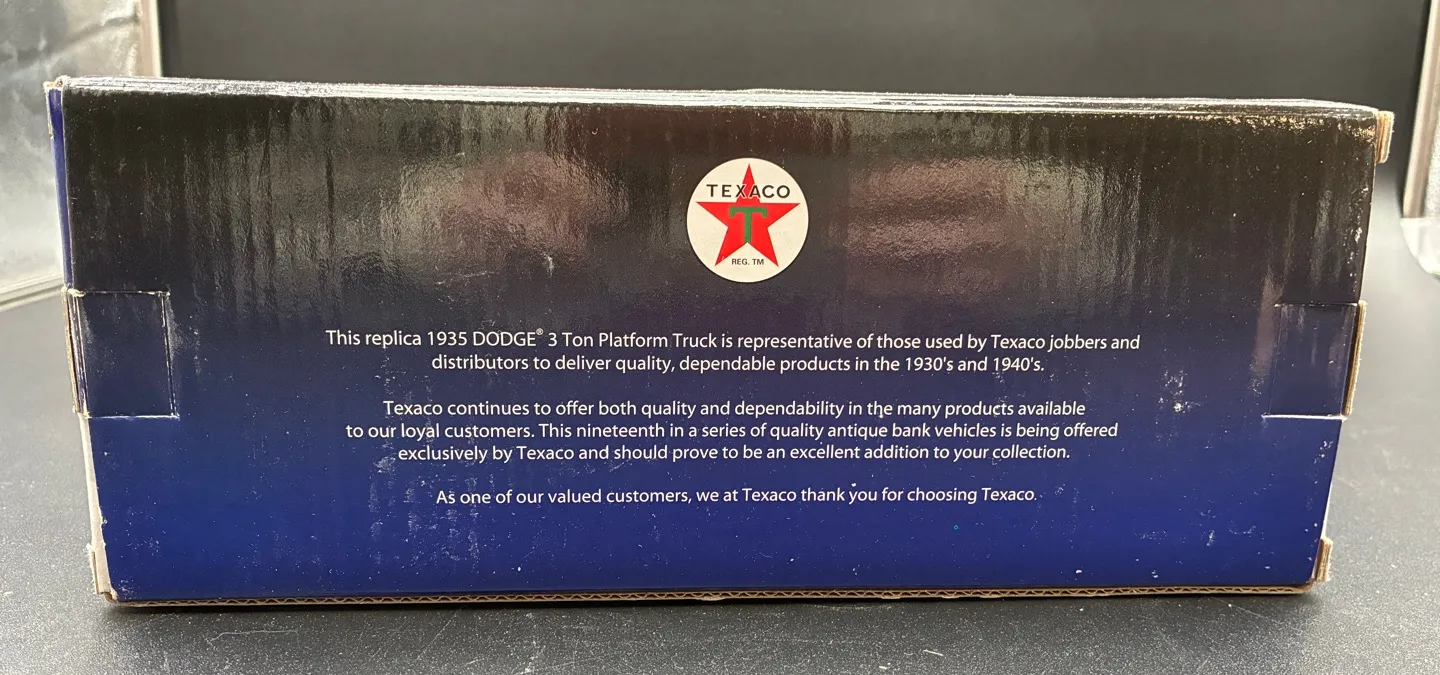 TEXACO
T
REG. TM
This replica 1935 DODGE® 3 Ton Platform Truck is representative of those used by Texaco jobbers and
distributors to deliver quality, dependable products in the 1930's and 1940's.
Texaco continues to offer both quality and dependability in the many products available
to our loyal customers. This nineteenth in a series of quality antique bank vehicles is being offered
exclusively by Texaco and should prove to be an excellent addition to your collection.
As one of our valued customers, we at Texaco thank you for choosing Texaco.